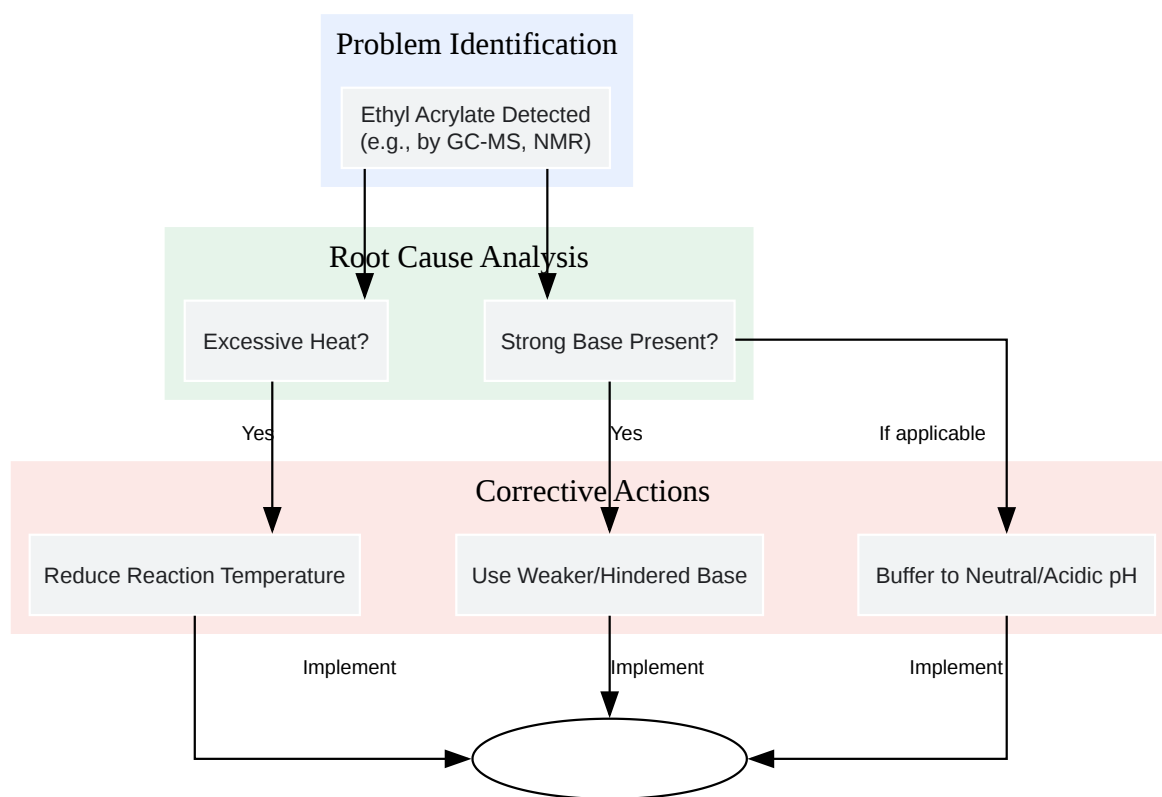 Problem Identification
Ethyl Acrylate Detected
(e.g., by GC-MS, NMR)
Root Cause Analysis
Excessive Heat?
Strong Base Present?
Yes
Yes
If applicable
Corrective Actions
Reduce Reaction Temperature
Use Weaker/Hindered Base
Buffer to Neutral/Acidic pH
Implement
Implement
Implement